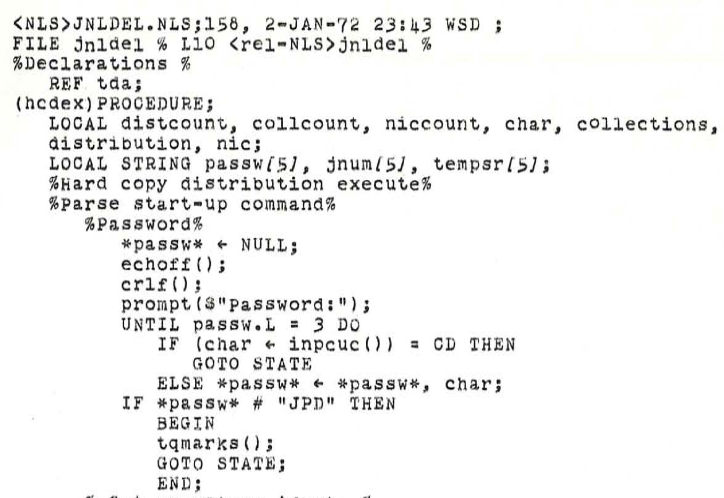 <NLS>JNLDEL.NLS;158, 2-JAN-72 23:43 WSD ;
FILE jnldel % L10 <rel-NLS>jnldel %
%Declarations %
REF tda;
(hcdex)PROCEDURE;
LOCAL distcount, collcount, niccount, char, collections,
distribution, nic;
LOCAL STRING passw[5], jnum[5], tempsr[5];
%Hard copy distribution execute%
%Parse start-up command%
%Password%
*passw* ← NULL;
echoff();
crlf();
prompt($"Password:");
UNTIL passw.L = 3 DO
IF (char ← inpcuc()) = CD THEN
GOTO STATE
ELSE *passw* ← *passw*, char;
IF *passw* # "JPD" THEN
BEGIN
tqmarks();
GOTO STATE;
END;